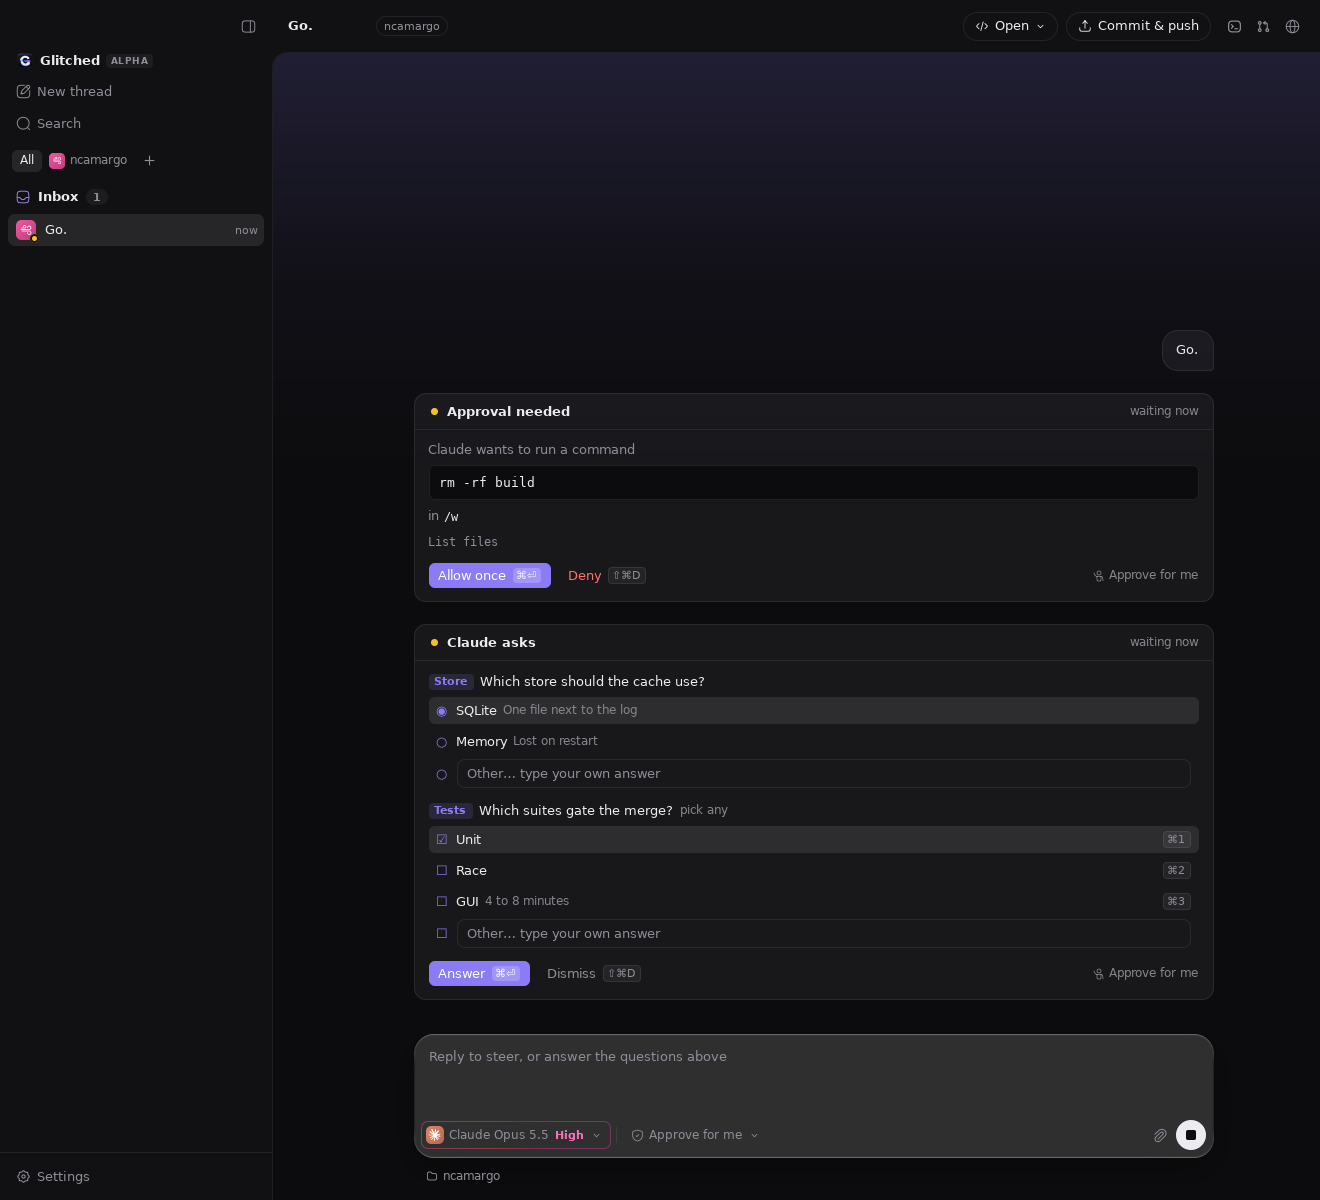 Go.
ncamargo
Open
Commit & push
Glitched ALPHA
New thread
Search
All
ncamargo
Inbox 1
Go. now
Go.
Approval needed
waiting now
Claude wants to run a command
rm -rf build
in /w
List files
Allow once ⌘⏎
Deny ⇧⌘D
Approve for me
Claude asks
waiting now
Store Which store should the cache use?
SQLite One file next to the log
Memory Lost on restart
Other… type your own answer
Tests Which suites gate the merge? pick any
Unit ⌘1
Race ⌘2
GUI 4 to 8 minutes ⌘3
Other… type your own answer
Answer ⌘⏎
Dismiss ⇧⌘D
Approve for me
Reply to steer, or answer the questions above
Claude Opus 5.5 High
Approve for me
ncamargo
Settings